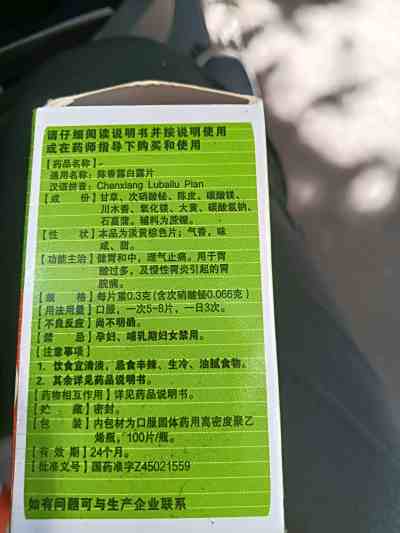 请仔细阅读说明书并按说明使用
或在药师指导下购买和使用
【药品名称】
通用名称：陈香露白露片
汉语拼音：Chenxiang Lubailu Pian
【成 份】甘草、次硝酸铋、陈皮、碳酸镁、
川木香、氧化镁、大黄、碳酸氢钠、
石菖蒲。辅料为蔗糖。
【性 状】本品为淡黄棕色片；气香，味
咸、甜。
【功能主治】健胃和中，理气止痛。用于胃
酸过多，及慢性胃炎引起的胃
脘痛。
【规 格】每片重0.3克（含次硝酸铋0.066克）
【用法用量】口服，一次5-8片，一日3次。
【不良反应】尚不明确。
【禁 忌】孕妇、哺乳期妇女禁用。
【注意事项】
1. 饮食宜清淡，忌食辛辣、生冷、油腻食物。
2. 其余详见药品说明书。
【药物相互作用】详见药品说明书。
【贮 藏】密封。
【包 装】内包材为口服固体药用高密度聚乙
烯瓶，100片/瓶。
【有 效 期】24个月。
【批准文号】国药准字Z45021559
如有问题可与生产企业联系